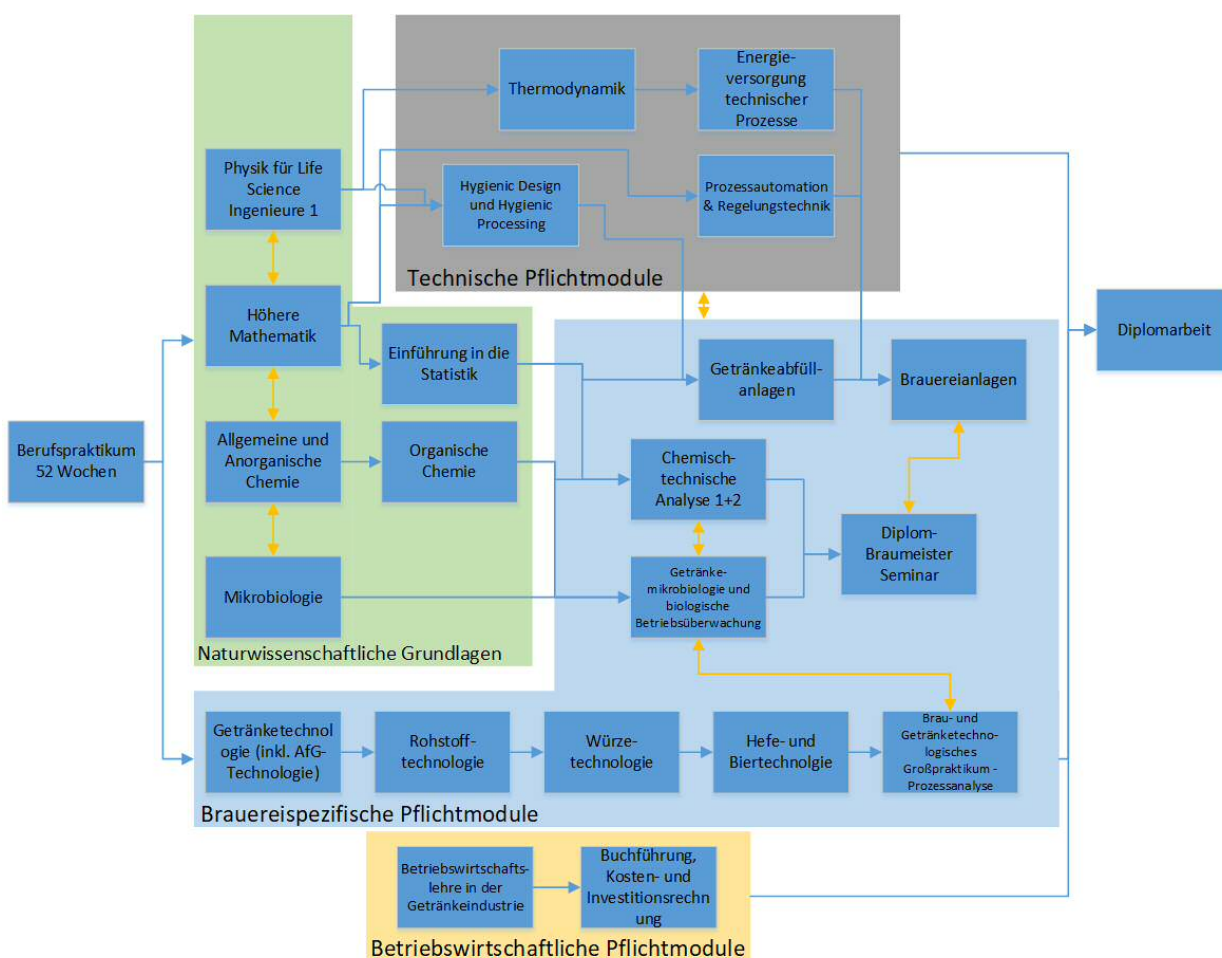 Thermodynamik
Energie-
versorgung
technischer
Prozesse
Physik für Life
Science
Ingenieure 1
Hygienic Design
und Hygienic
Processing
Prozessautomation
& Regelungstechnik
Technische Pflichtmodule
Höhere
Mathematik
Einführung in die
Statistik
Getränkeabfüll-
anlagen
Brauereianlagen
Diplomarbeit
Berufspraktikum
52 Wochen
Allgemeine und
Anorganische
Chemie
Organische
Chemie
Chemisch-
technische
Analyse 1+2
Diplom-
Braumeister
Seminar
Mikrobiologie
Getränke-
mikrobiologie und
biologische
Betriebsüberwachung
Naturwissenschaftliche Grundlagen
Getränketechnol
ogie (inkl. AfG-
Technologie)
Rohstoff-
technologie
Würze-
technologie
Hefe- und
Biertechnolgie
Brau- und
Getränketechno-
logisches
Großpraktikum -
Prozessanalyse
Brauereispezifische Pflichtmodule
Betriebswirtschafts-
lehre in der
Getränkeindustrie
Buchführung,
Kosten- und
Investitionsrechn
ung
Betriebswirtschaftliche Pflichtmodule